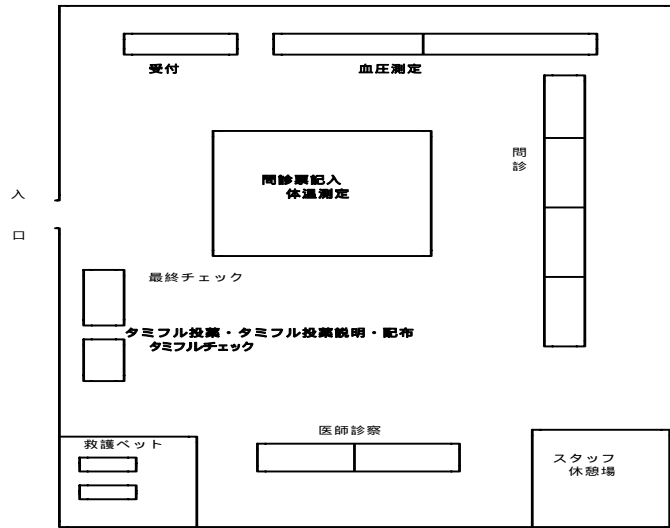 受付
血圧測定
問診
問診票記入
体温測定
入口
最終チェック
タミフル投薬・タミフル投薬説明・配布
タミフルチェック
医師診察
救護ベット
スタッフ
休憩場